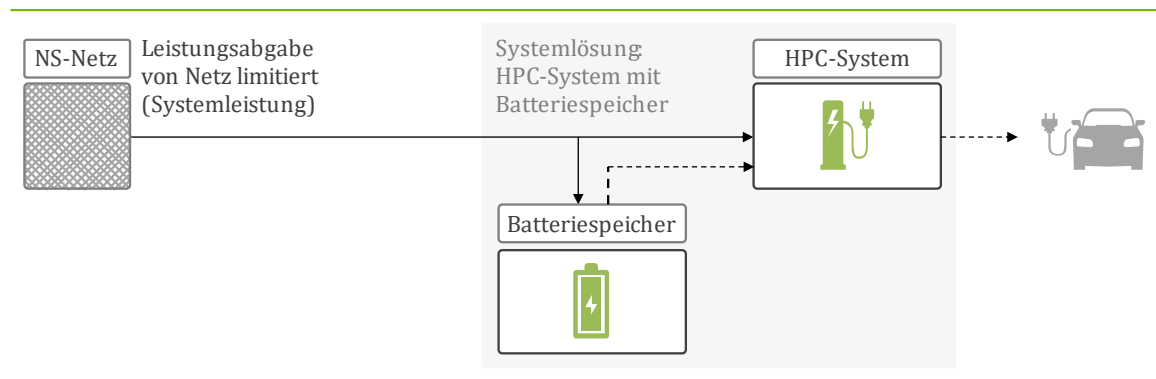 NS-Netz
Leistungsabgabe
von Netz limitiert
(Systemleistung)
Systemlösung:
HPC-System mit
Batteriespeicher
HPC-System
Batteriespeicher